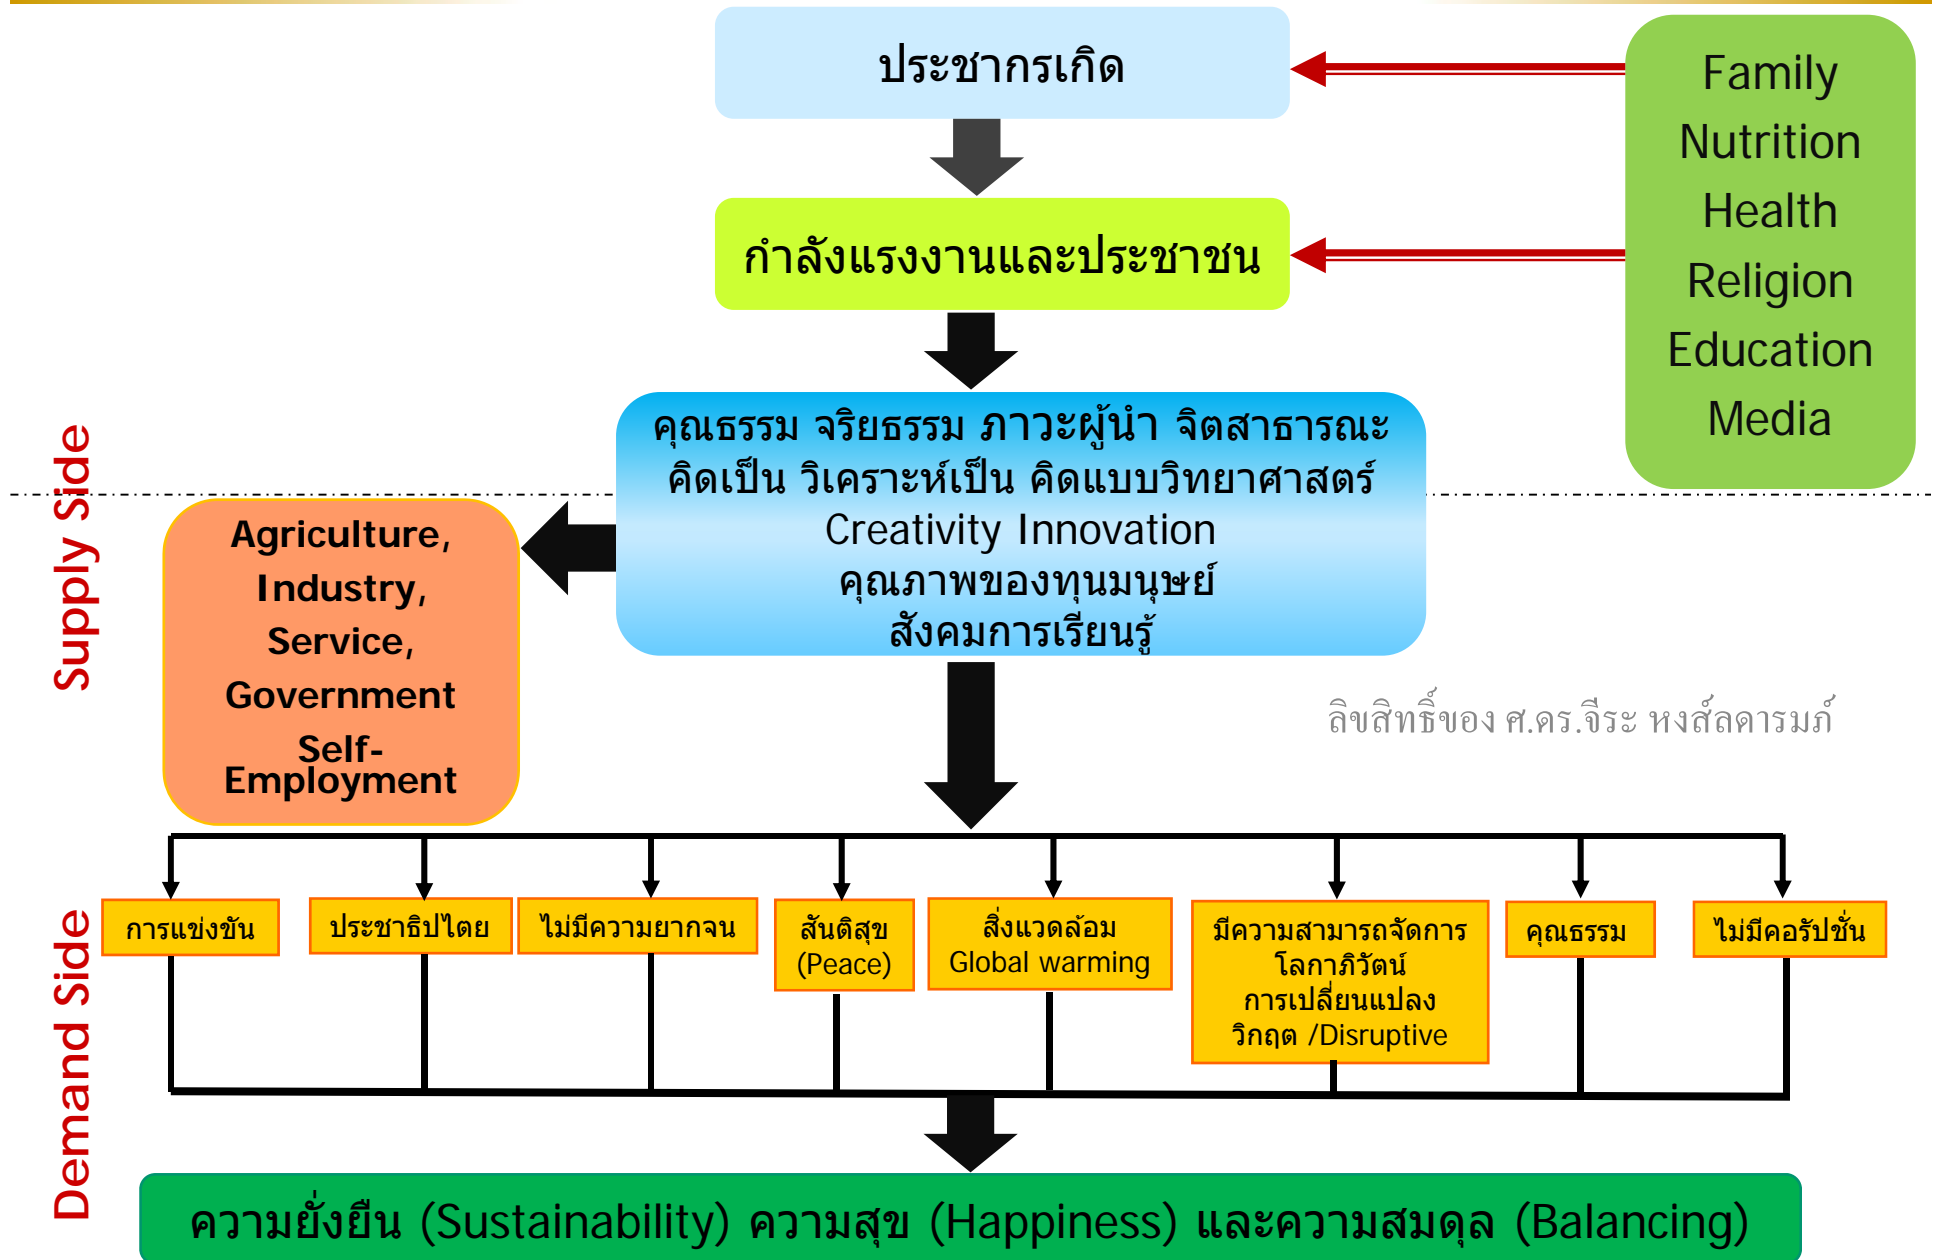 ประชากรเกิด
กำลังแรงงานและประชาชน
Family
Nutrition
Health
Religion
Education
Media
คุณธรรม จริยธรรม ภาวะผู้นำ จิตสาธารณะ
คิดเป็น วิเคราะห์เป็น คิดแบบวิทยาศาสตร์
Creativity Innovation
คุณภาพของทุนมนุษย์
สังคมการเรียนรู้
Supply Side
Agriculture,
Industry,
Service,
Government
Self-
Employment
ลิขสิทธิ์ของ ศ.ดร.จีระ หงส์ลดารมภ์
Demand Side
การแข่งขัน
ประชาธิปไตย
ไม่มีความยากจน
สันติสุข
(Peace)
สิ่งแวดล้อม
Global warming
มีความสามารถจัดการ
โลกาภิวัตน์
การเปลี่ยนแปลง
วิกฤต /Disruptive
คุณธรรม
ไม่มีคอรัปชั่น
ความยั่งยืน (Sustainability) ความสุข (Happiness) และความสมดุล (Balancing)